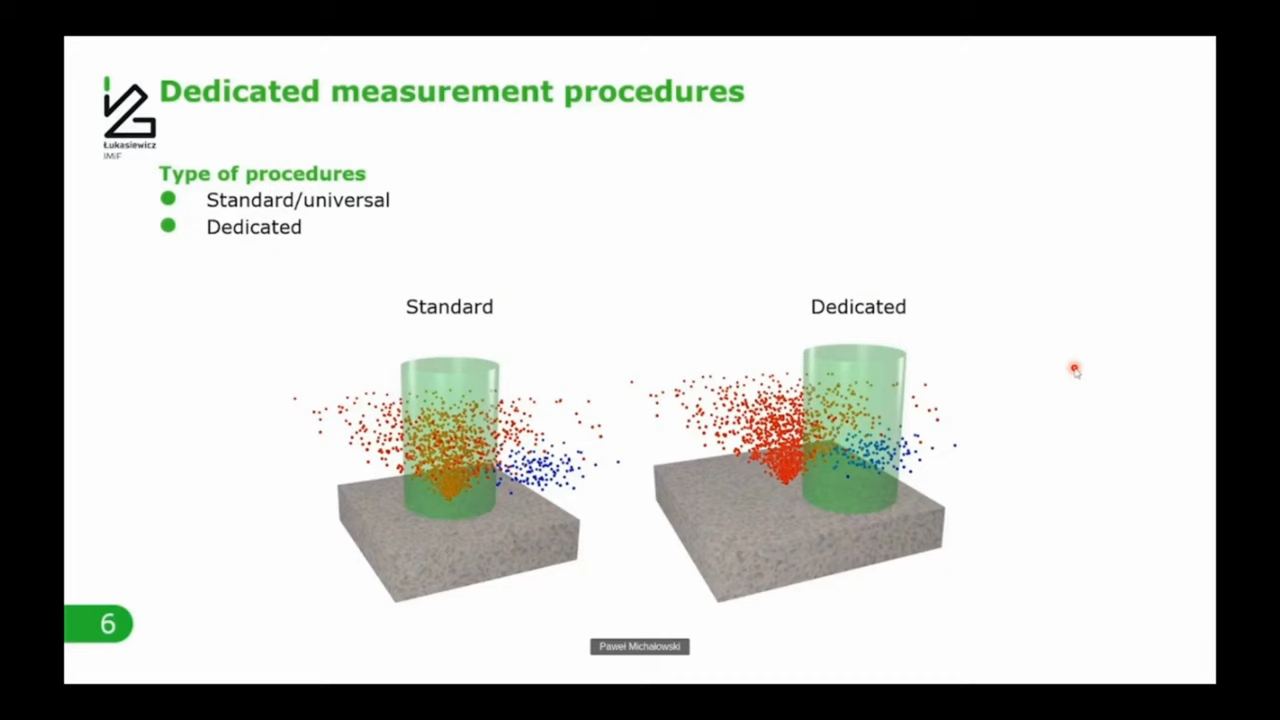 Dedicated measurement procedures
Łukasiewicz
IMiF
Type of procedures
Standard/universal
Dedicated
Standard
Dedicated
6
Paweł Michałowski